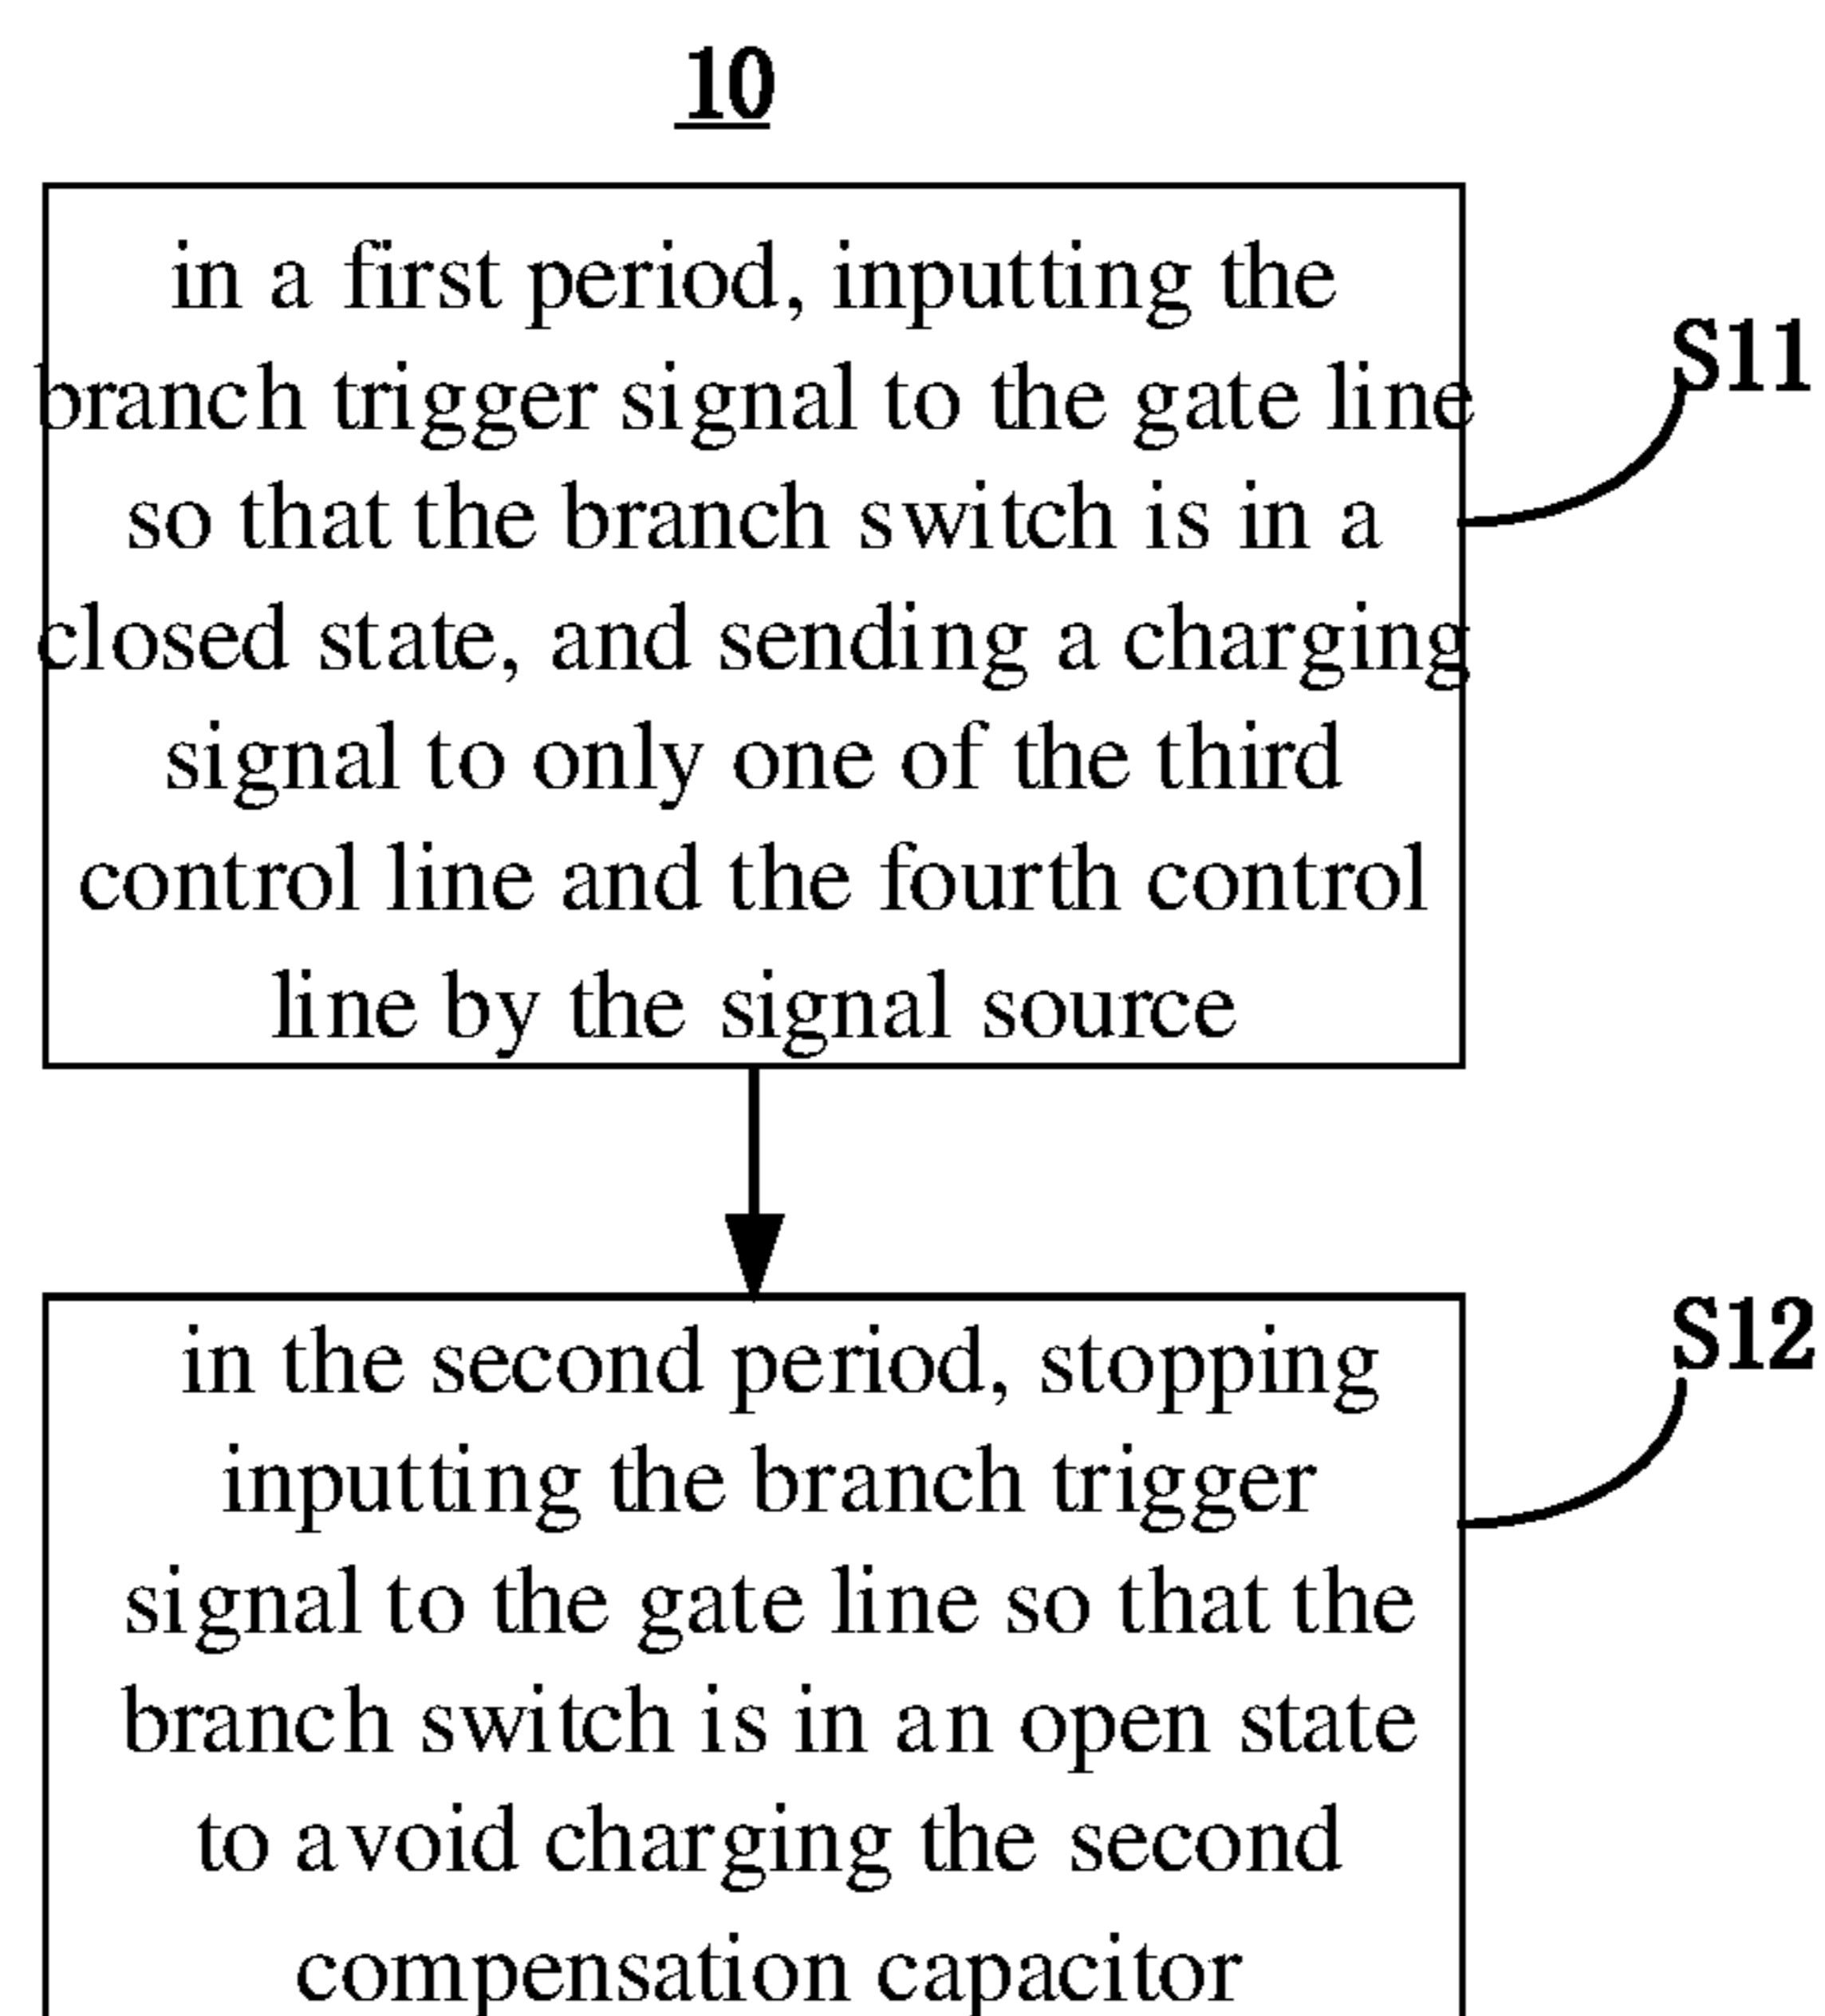 10
in a first period, inputting the
branch trigger signal to the gate line
so that the branch switch is in a
closed state, and sending a charging
signal to only one of the third
control line and the fourth control
line by the signal source
S11
in the second period, stopping
inputting the branch trigger
signal to the gate line so that the
branch switch is in an open state
to avoid charging the second
compensation capacitor
S12